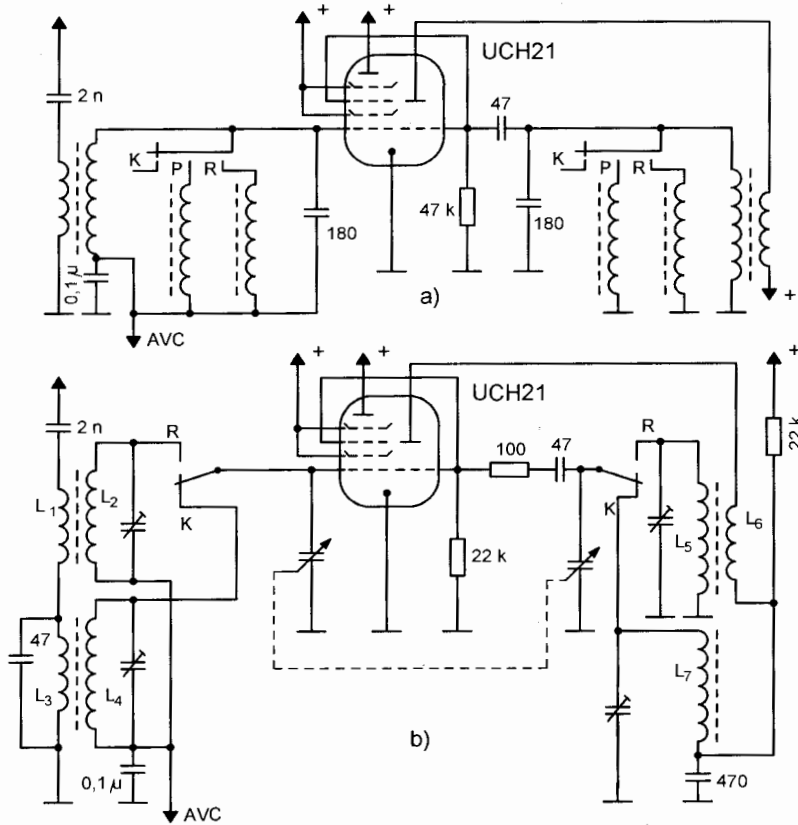 + +
UCH21
2 n
K P R
180
47
47 k
180
K P R
0,1 µ
AVC
a)
+
+ +
UCH21
+
2 n
R
K
L1
L2
100
47
R
K
22 k
L5
L6
22 k
47
L3
L4
L7
b)
0,1 µ
AVC
470